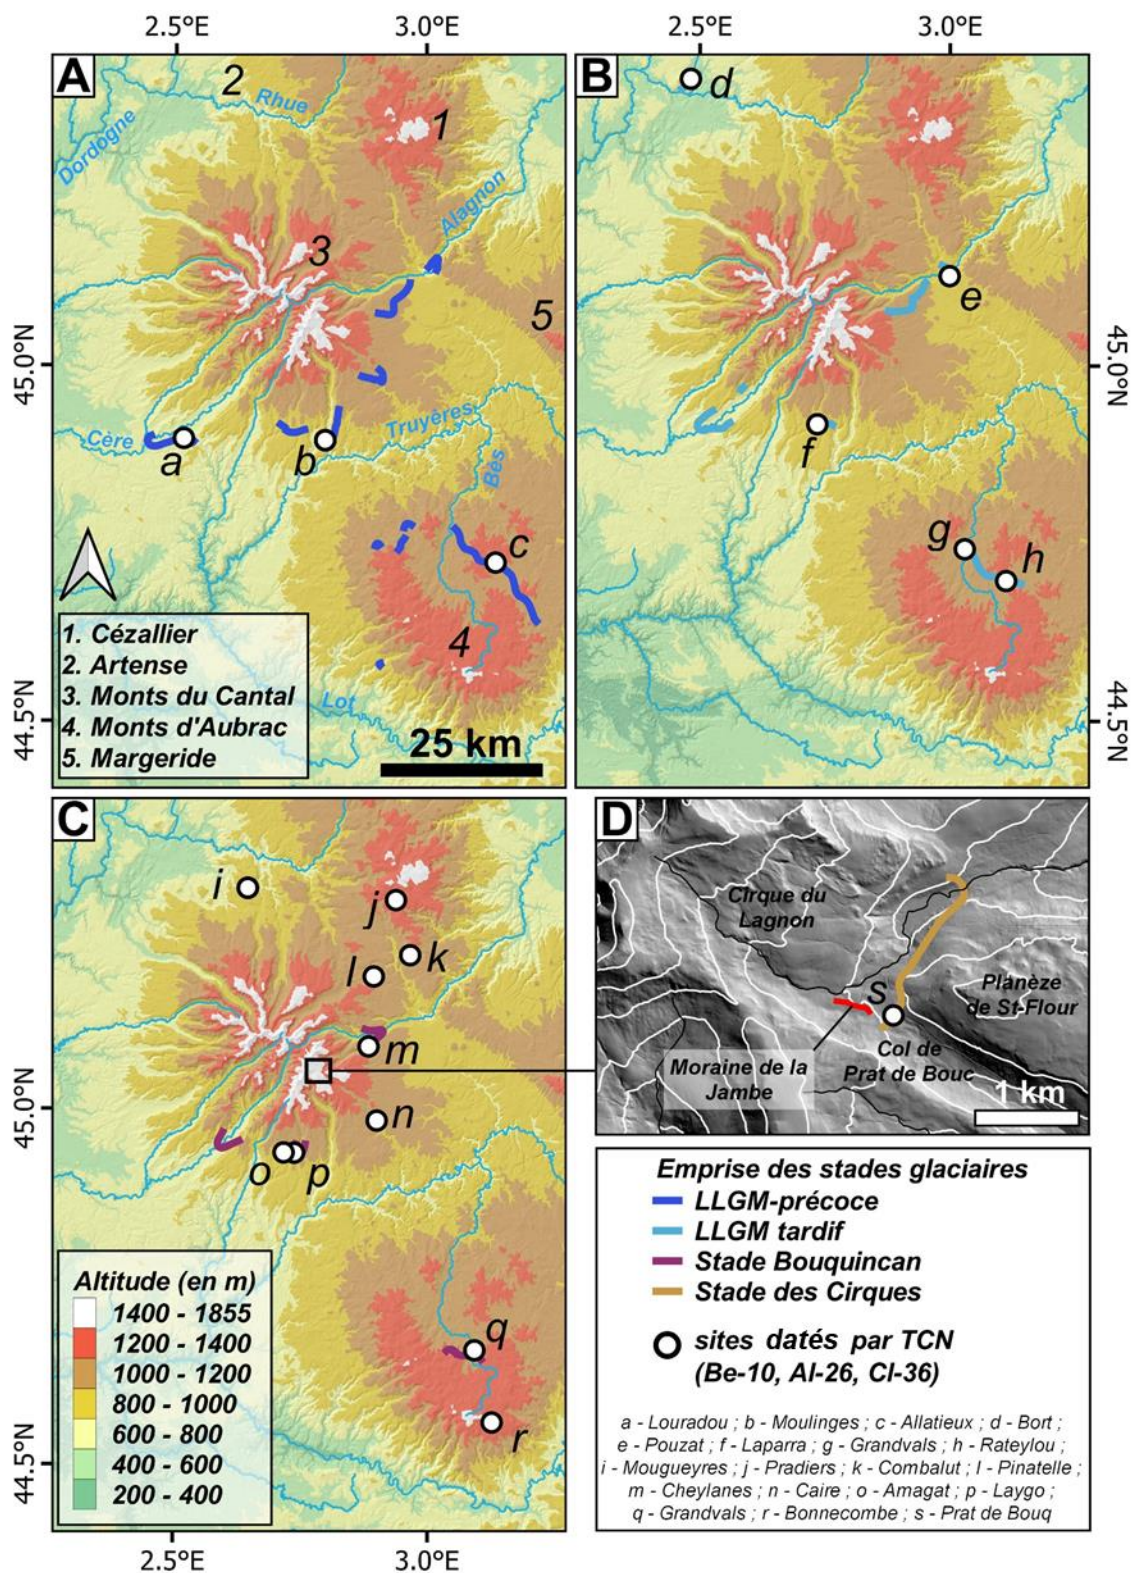 2.5°E 3.0°E 2.5°E 3.0°E
A
2
Rhue
1
Dordogne
Alagnon
3
5
45.0°N
Cère
a
b
Truyères
Bès
c
4
Lot
44.5°N
1. Cézallier
2. Artense
3. Monts du Cantal
4. Monts d'Aubrac
5. Margeride
25 km
B
d
e
f
g
h
45.0°N
44.5°N
C
i
j
k
l
m
n
o
p
q
r
45.0°N
44.5°N
2.5°E 3.0°E
Altitude (en m)
1400 - 1855
1200 - 1400
1000 - 1200
800 - 1000
600 - 800
400 - 600
200 - 400
D
Cirque du
Lagnon
S
Planèze
de St-Flour
Col de
Prat de Bouc
Moraine de la
Jambe
1 km
Emprise des stades glaciaires
LLGM-précoce
LLGM tardif
Stade Bouquincan
Stade des Cirques
sites datés par TCN
(Be-10, Al-26, Cl-36)
a - Louradou ; b - Moulinges ; c - Allatieux ; d - Bort ;
e - Pouzat ; f - Laparra ; g - Grandvals ; h - Rateylou ;
i - Mougueyres ; j - Pradiers ; k - Combalut ; l - Pinatelle ;
m - Cheylanes ; n - Caire ; o - Amagat ; p - Laygo ;
q - Grandvals ; r - Bonnecombe ; s - Prat de Bouq